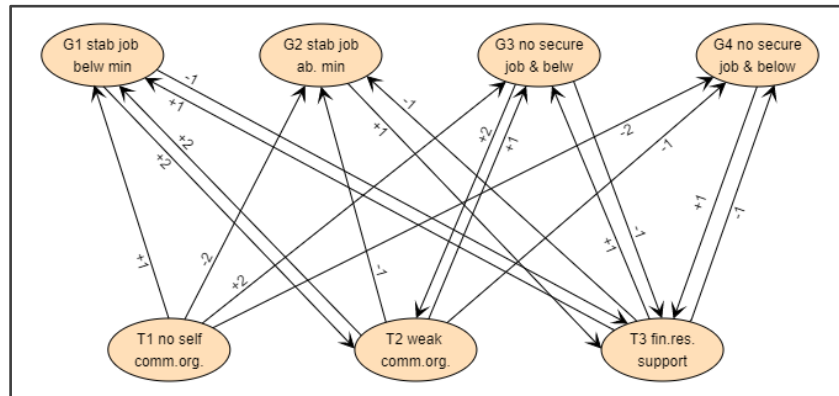 G1 stab job
belw min
G2 stab job
ab. min
G3 no secure
job & belw
G4 no secure
job & below
-1
+1
+2
+2
-1
+1
+2
+1
-2
-1
+1
-1
+1
-2
+2
-1
+1
-1
T1 no self
comm.org.
T2 weak
comm.org.
T3 fin.res.
support